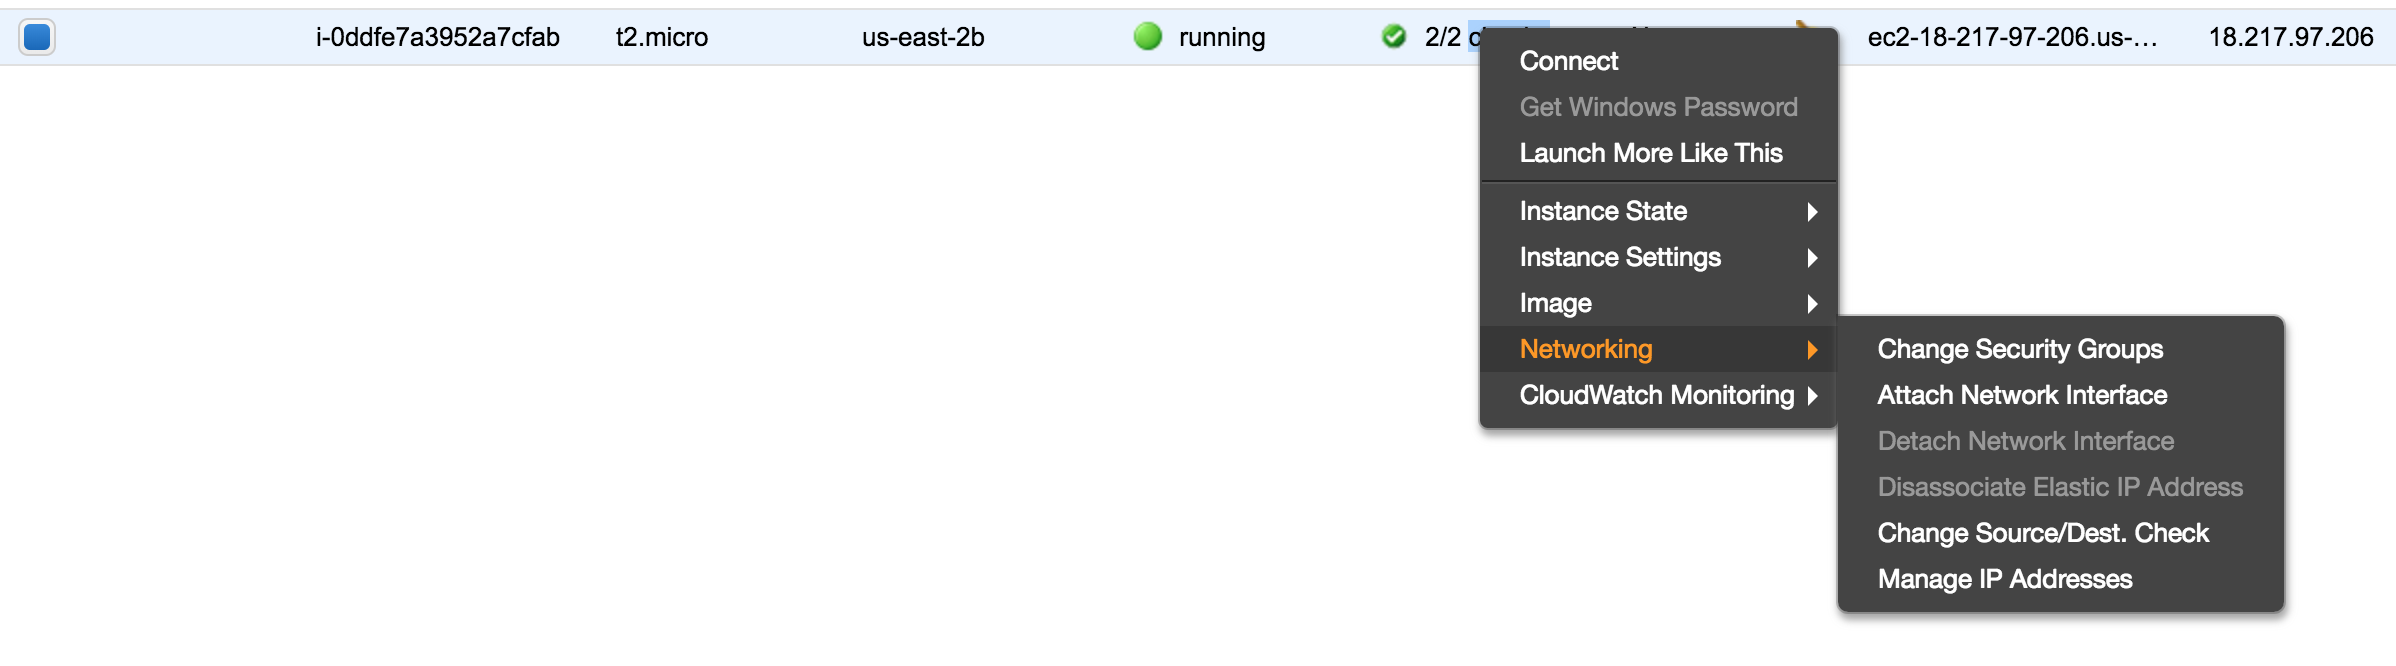 i-0ddfe7a3952a7cfab t2.micro us-east-2b running 2/2 ec2-18-217-97-206.us-... 18.217.97.206
Connect
Get Windows Password
Launch More Like This
Instance State
Instance Settings
Image
Networking
CloudWatch Monitoring
Change Security Groups
Attach Network Interface
Detach Network Interface
Disassociate Elastic IP Address
Change Source/Dest. Check
Manage IP Addresses